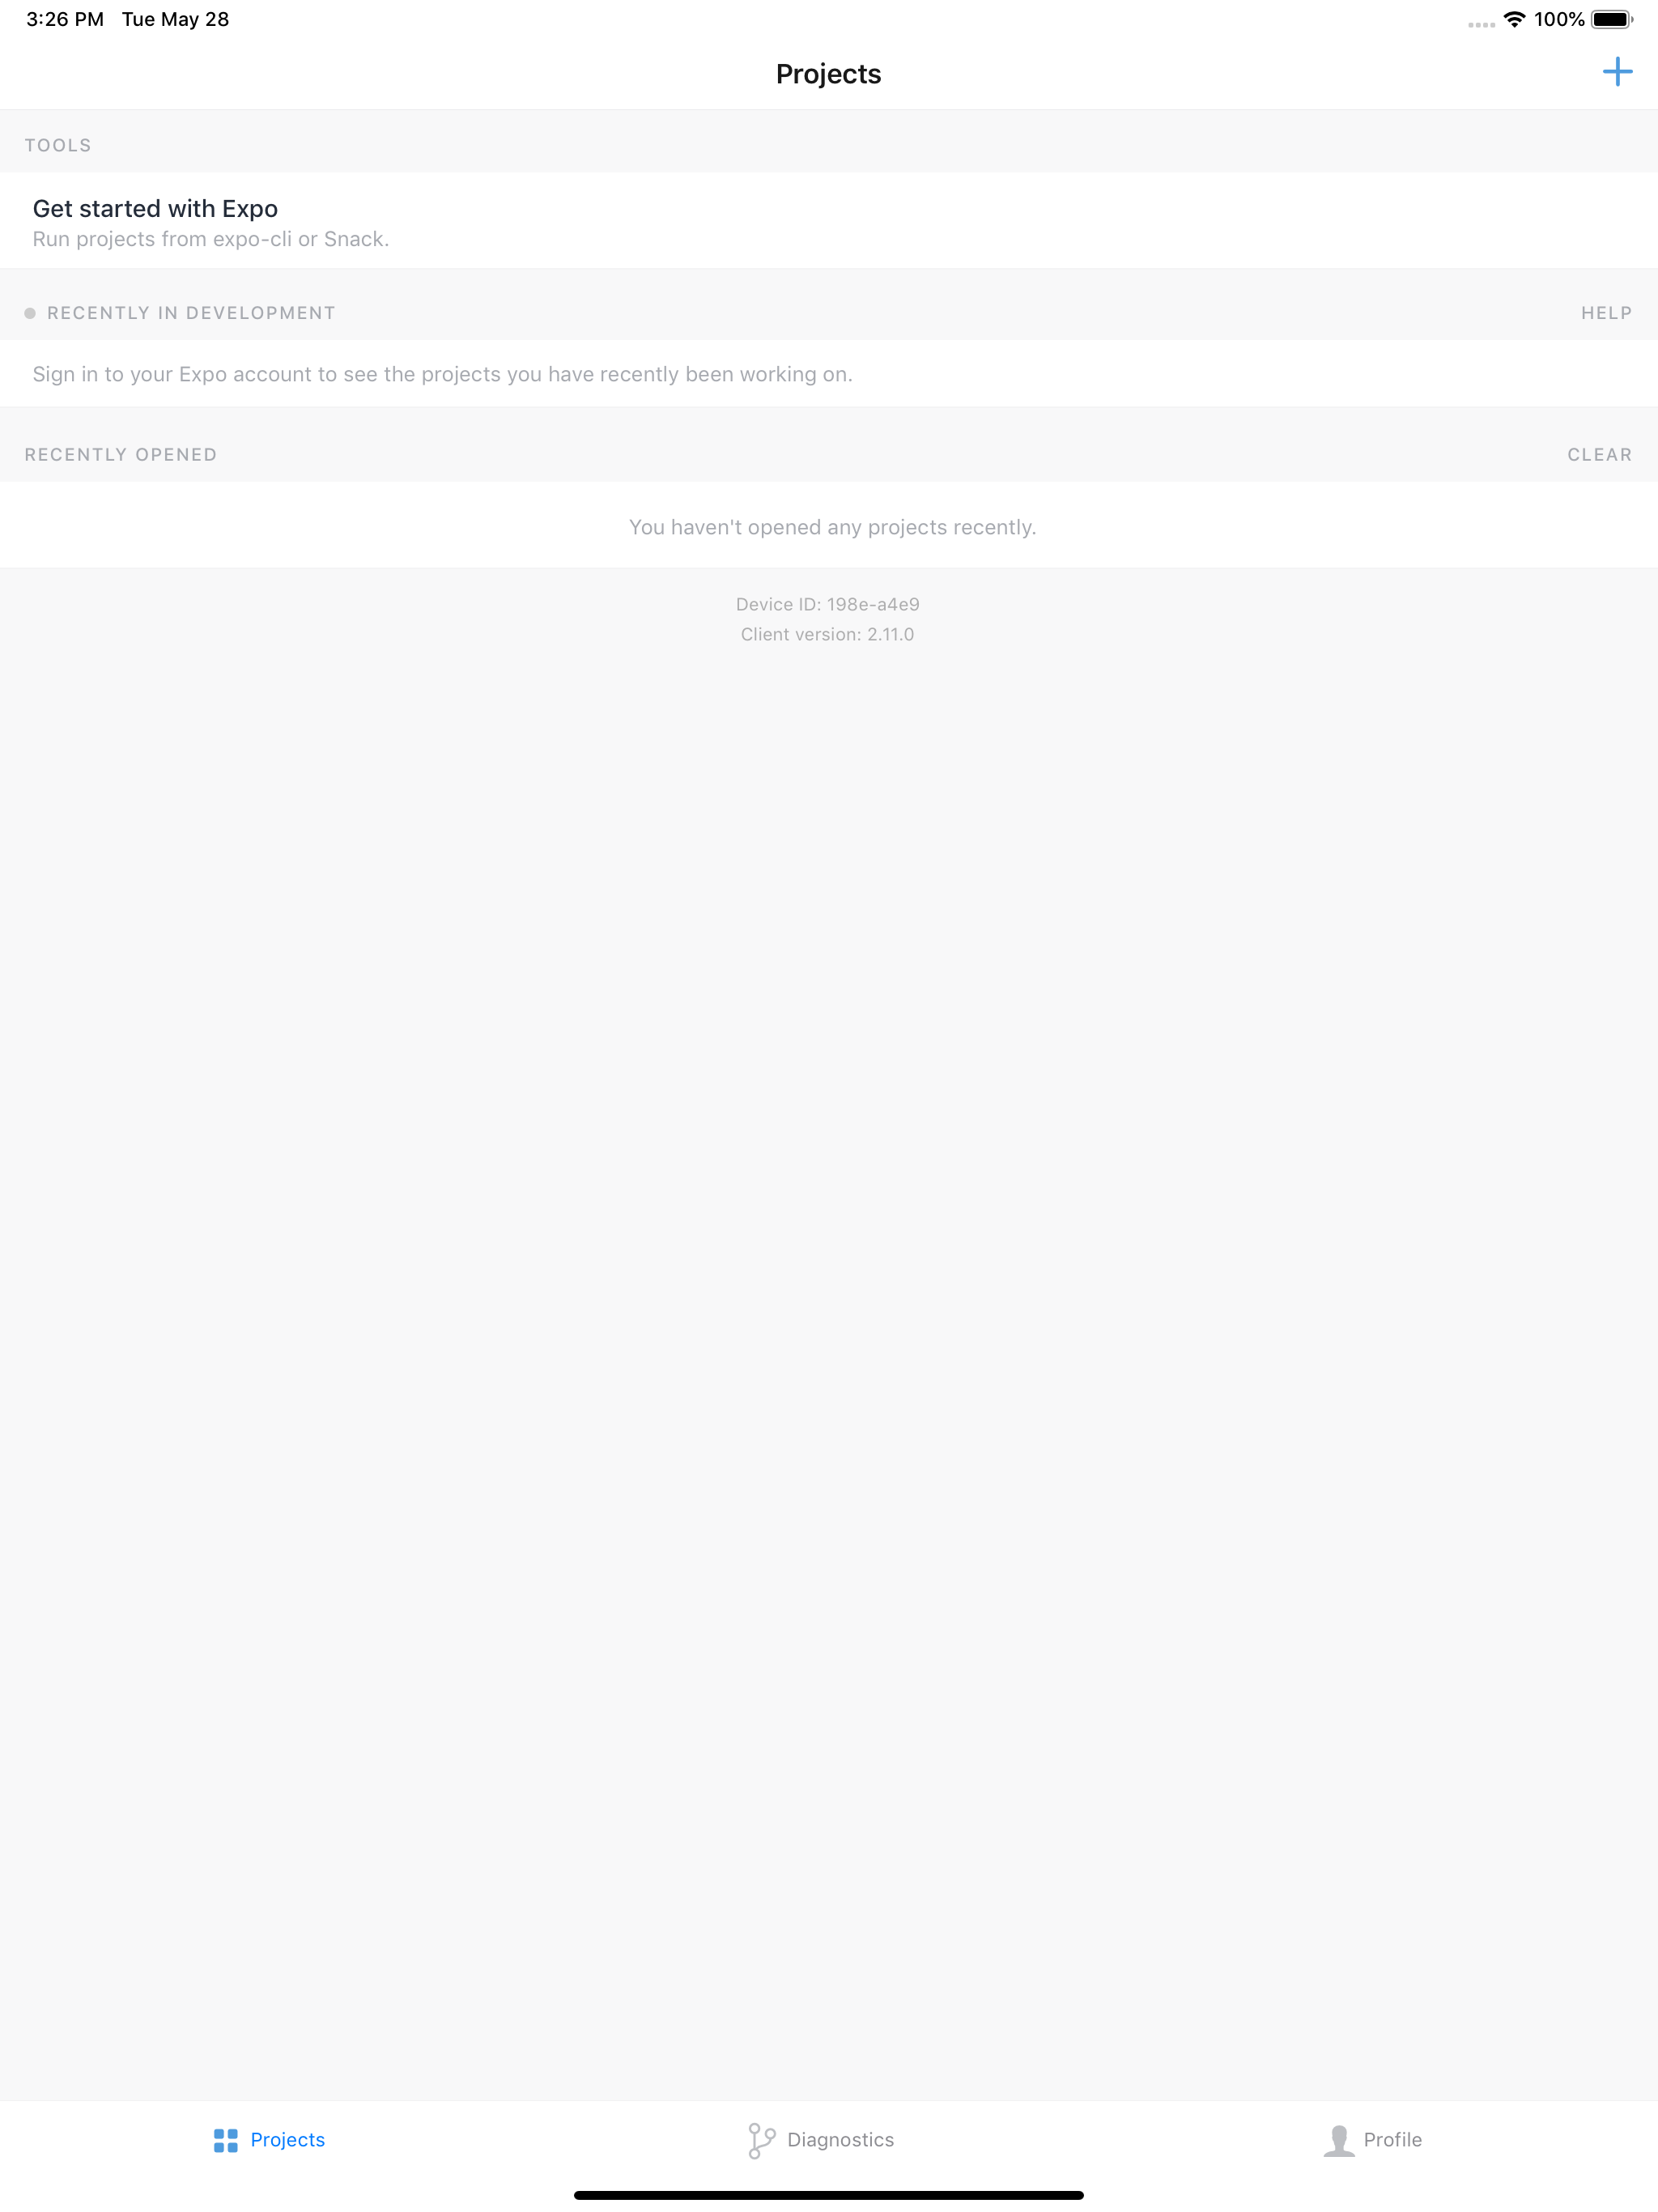 3:26 PM Tue May 28
100%
Projects
TOOLS
Get started with Expo
Run projects from expo-cli or Snack.
RECENTLY IN DEVELOPMENT
HELP
Sign in to your Expo account to see the projects you have recently been working on.
RECENTLY OPENED
CLEAR
You haven't opened any projects recently.
Device ID: 198e-a4e9
Client version: 2.11.0
Projects
Diagnostics
Profile